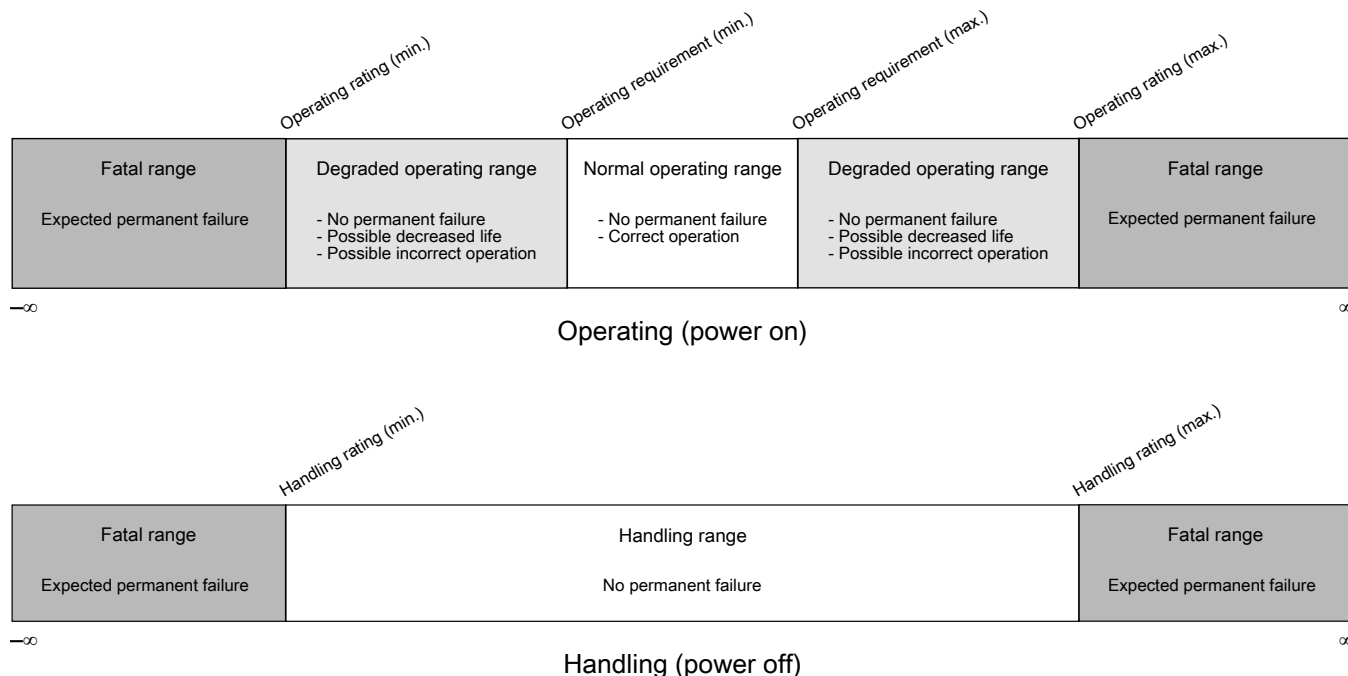 Operating rating (min.)
Operating requirement (min.)
Operating requirement (max.)
Operating rating (max.)
Fatal range
Expected permanent failure
Degraded operating range
- No permanent failure
- Possible decreased life
- Possible incorrect operation
Normal operating range
- No permanent failure
- Correct operation
Degraded operating range
- No permanent failure
- Possible decreased life
- Possible incorrect operation
Fatal range
Expected permanent failure
–∞
∞
Operating (power on)
Handling rating (min.)
Handling rating (max.)
Fatal range
Expected permanent failure
Handling range
No permanent failure
Fatal range
Expected permanent failure
–∞
∞
Handling (power off)